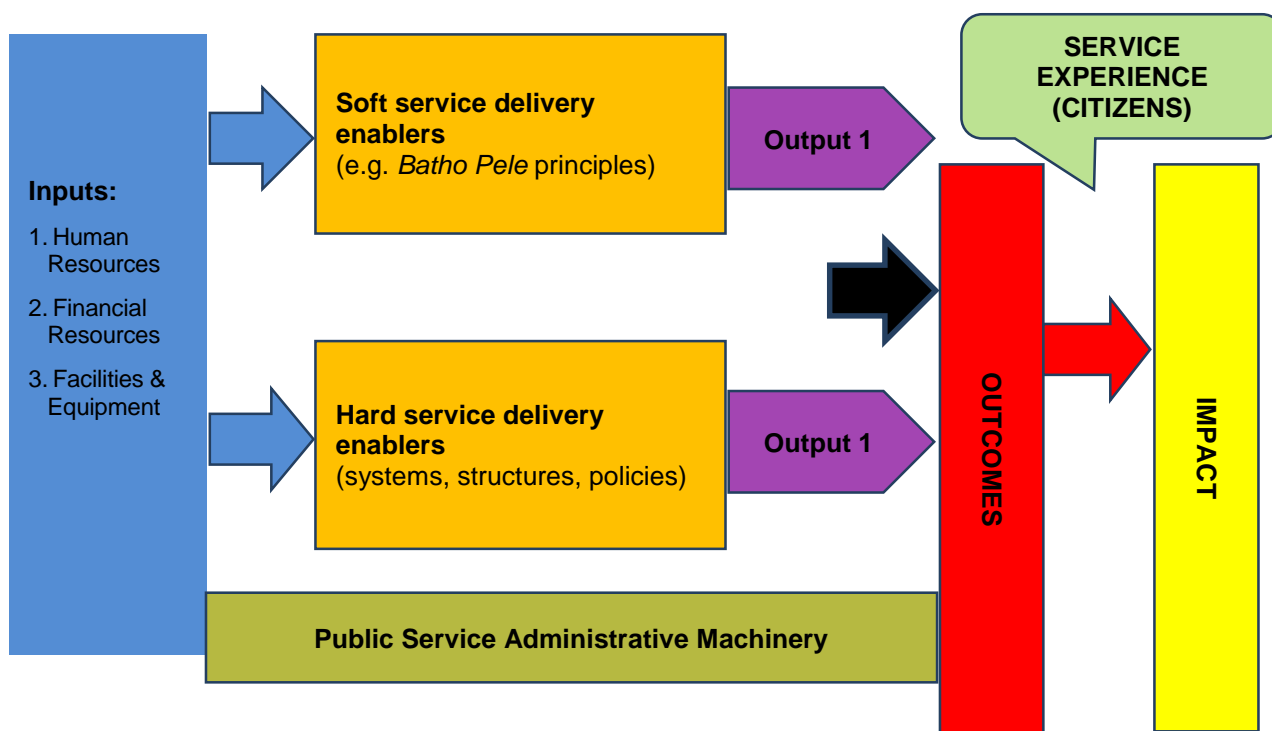 Inputs:
1. Human
Resources
2. Financial
Resources
3. Facilities &
Equipment
Soft service delivery
enablers
(e.g. Batho Pele principles)
Output 1
Hard service delivery
enablers
(systems, structures, policies)
Output 1
Public Service Administrative Machinery
OUTCOMES
SERVICE
EXPERIENCE
(CITIZENS)
IMPACT